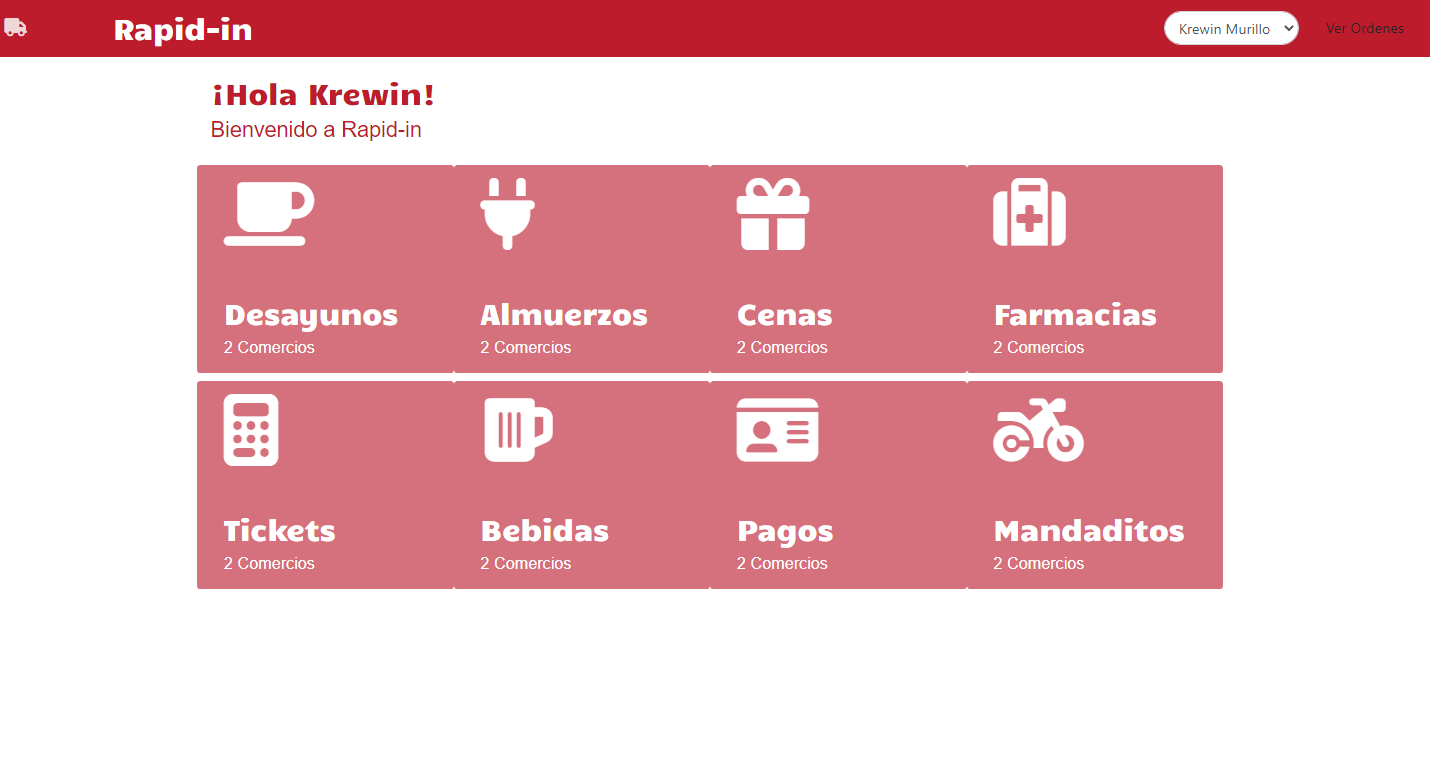 Rapid-in
Krewin Murillo
Ver Ordenes
¡Hola Krewin!
Bienvenido a Rapid-in
Desayunos
2 Comercios
Almuerzos
2 Comercios
Cenas
2 Comercios
Farmacias
2 Comercios
Tickets
2 Comercios
Bebidas
2 Comercios
Pagos
2 Comercios
Mandaditos
2 Comercios